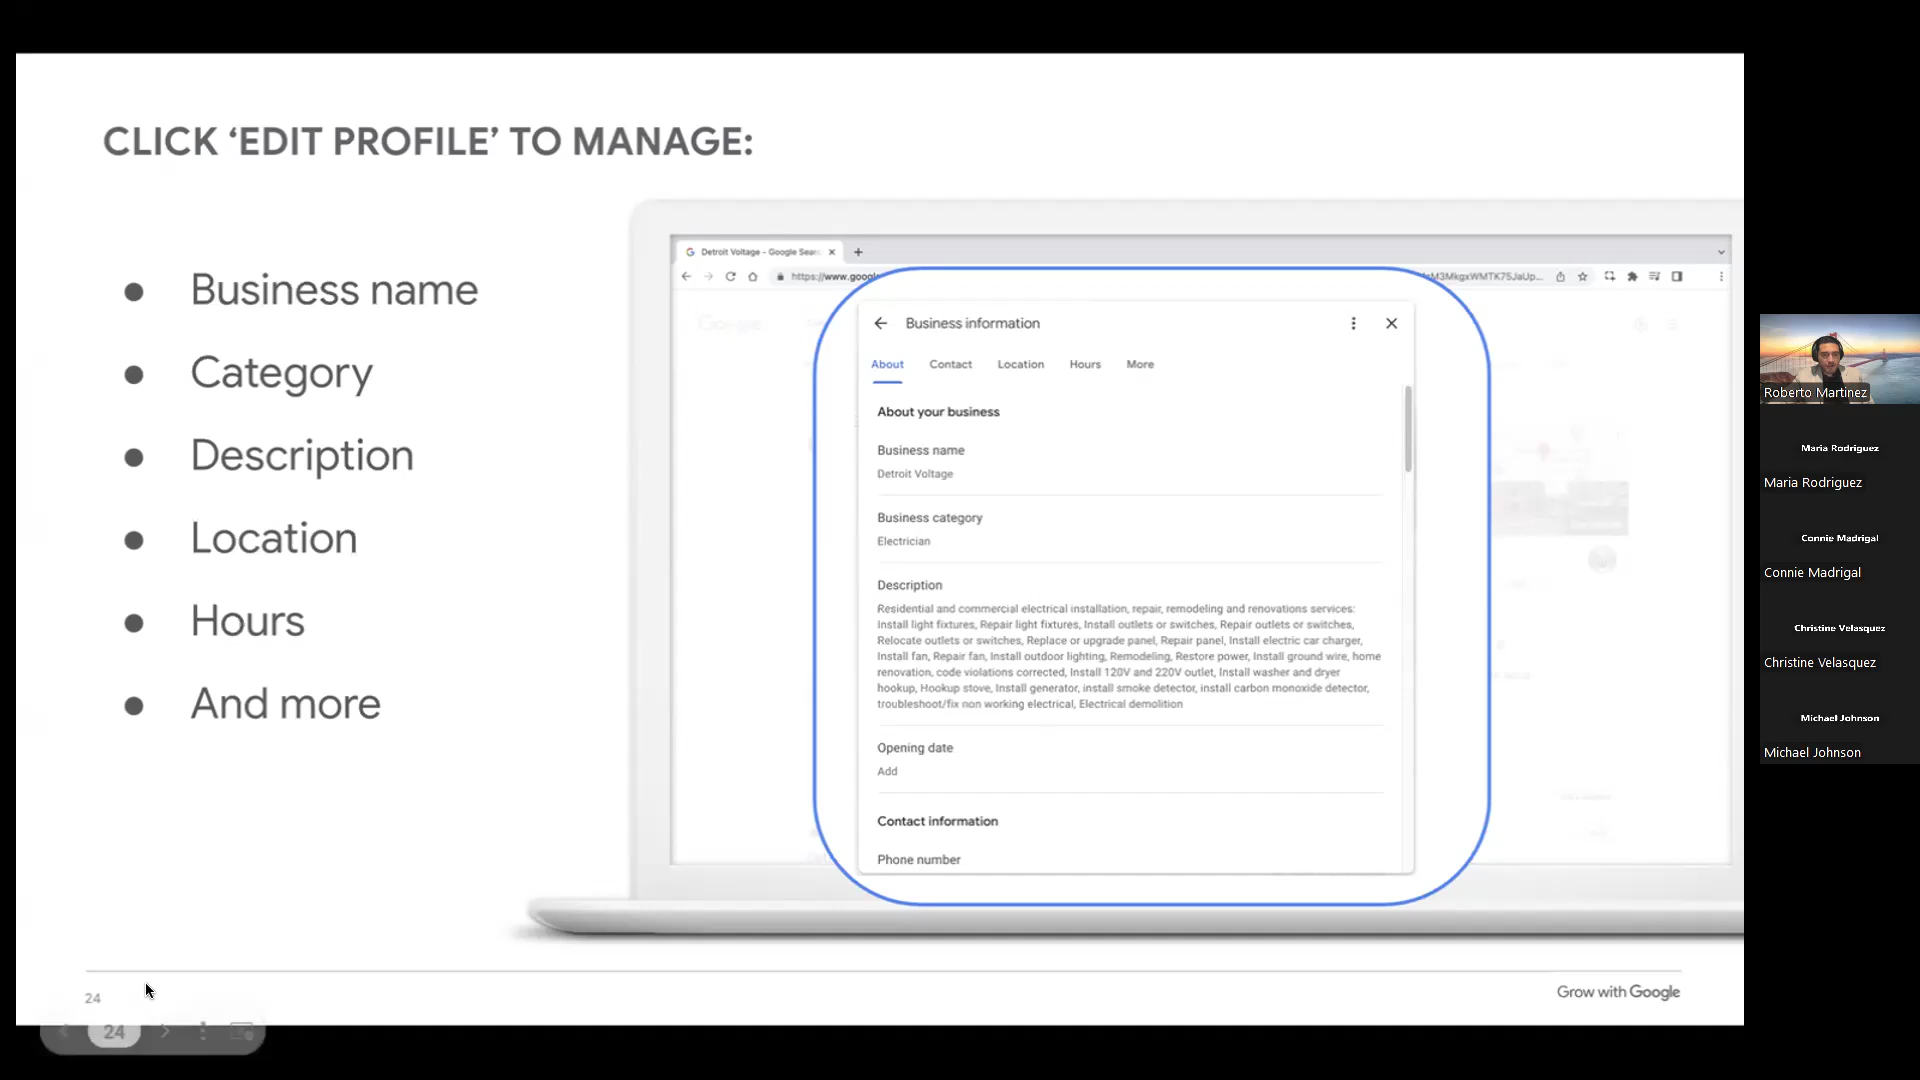 CLICK ‘EDIT PROFILE’ TO MANAGE:
● Business name
● Category
● Description
● Location
● Hours
● And more
Detroit Voltage - Google Sear
https://www.googl
M3MkgxWMTK75JaUp...
Google
Business information
About
Contact
Location
Hours
More
About your business
Business name
Detroit Voltage
Business category
Electrician
Description
Residential and commercial electrical installation, repair, remodeling and renovations services:
Install light fixtures, Repair light fixtures, Install outlets or switches, Repair outlets or switches,
Relocate outlets or switches, Replace or upgrade panel, Repair panel, Install electric car charger,
Install fan, Repair fan, Install outdoor lighting, Remodeling, Restore power, Install ground wire, home
renovation, code violations corrected, Install 120V and 220V outlet, Install washer and dryer
hookup, Hookup stove, Install generator, install smoke detector, install carbon monoxide detector,
troubleshoot/fix non working electrical, Electrical demolition
Opening date
Add
Contact information
Phone number
24
Grow with Google
24
Roberto Martinez
Maria Rodriguez
Maria Rodriguez
Connie Madrigal
Connie Madrigal
Christine Velasquez
Christine Velasquez
Michael Johnson
Michael Johnson